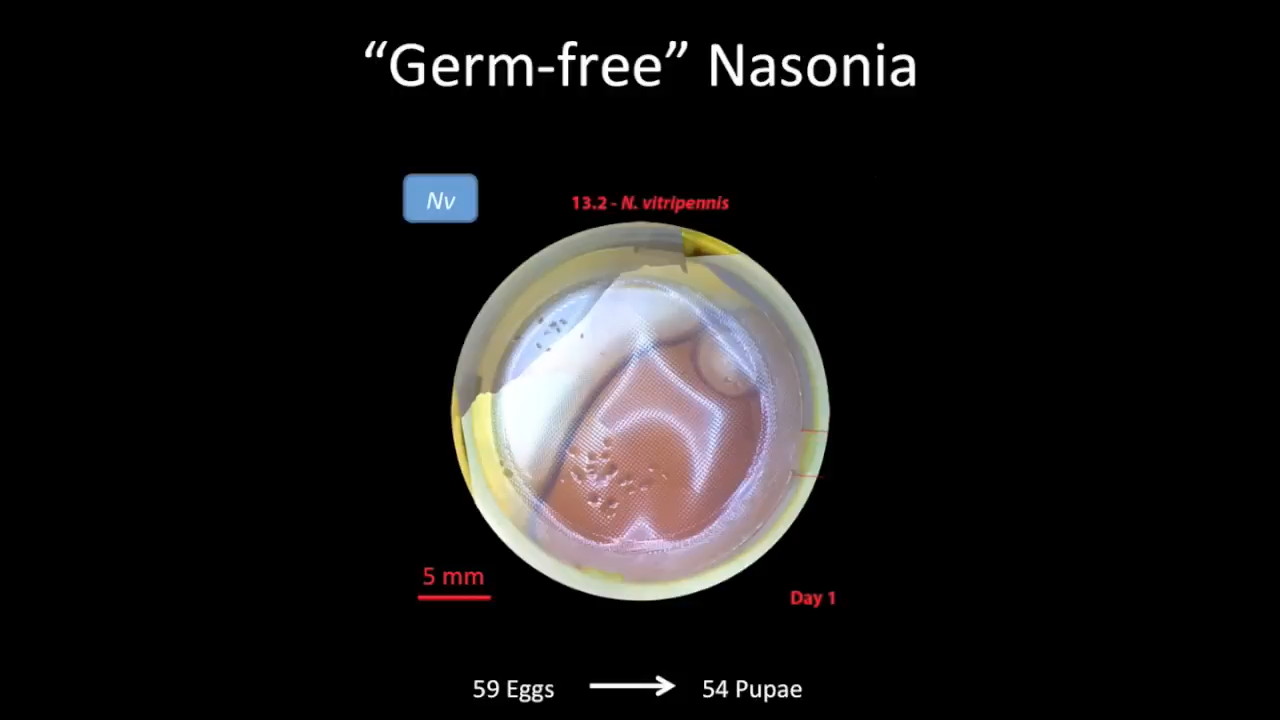 “Germ-free” Nasonia
Nv
13.2 - N. vitripennis
5 mm
Day 1
59 Eggs → 54 Pupae